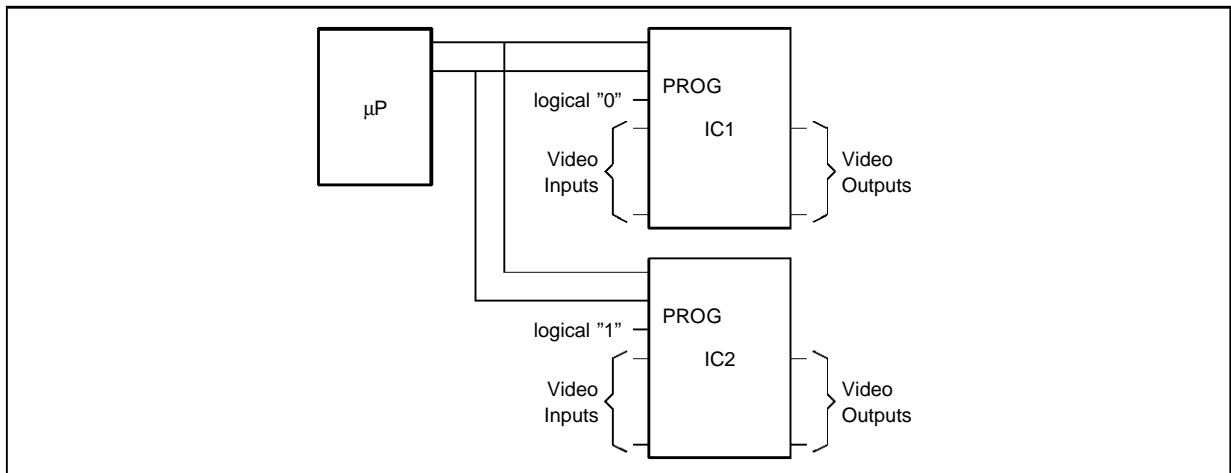 μP
PROG
logical ”0”
IC1
Video
Inputs
Video
Outputs
PROG
logical ”1”
IC2
Video
Inputs
Video
Outputs